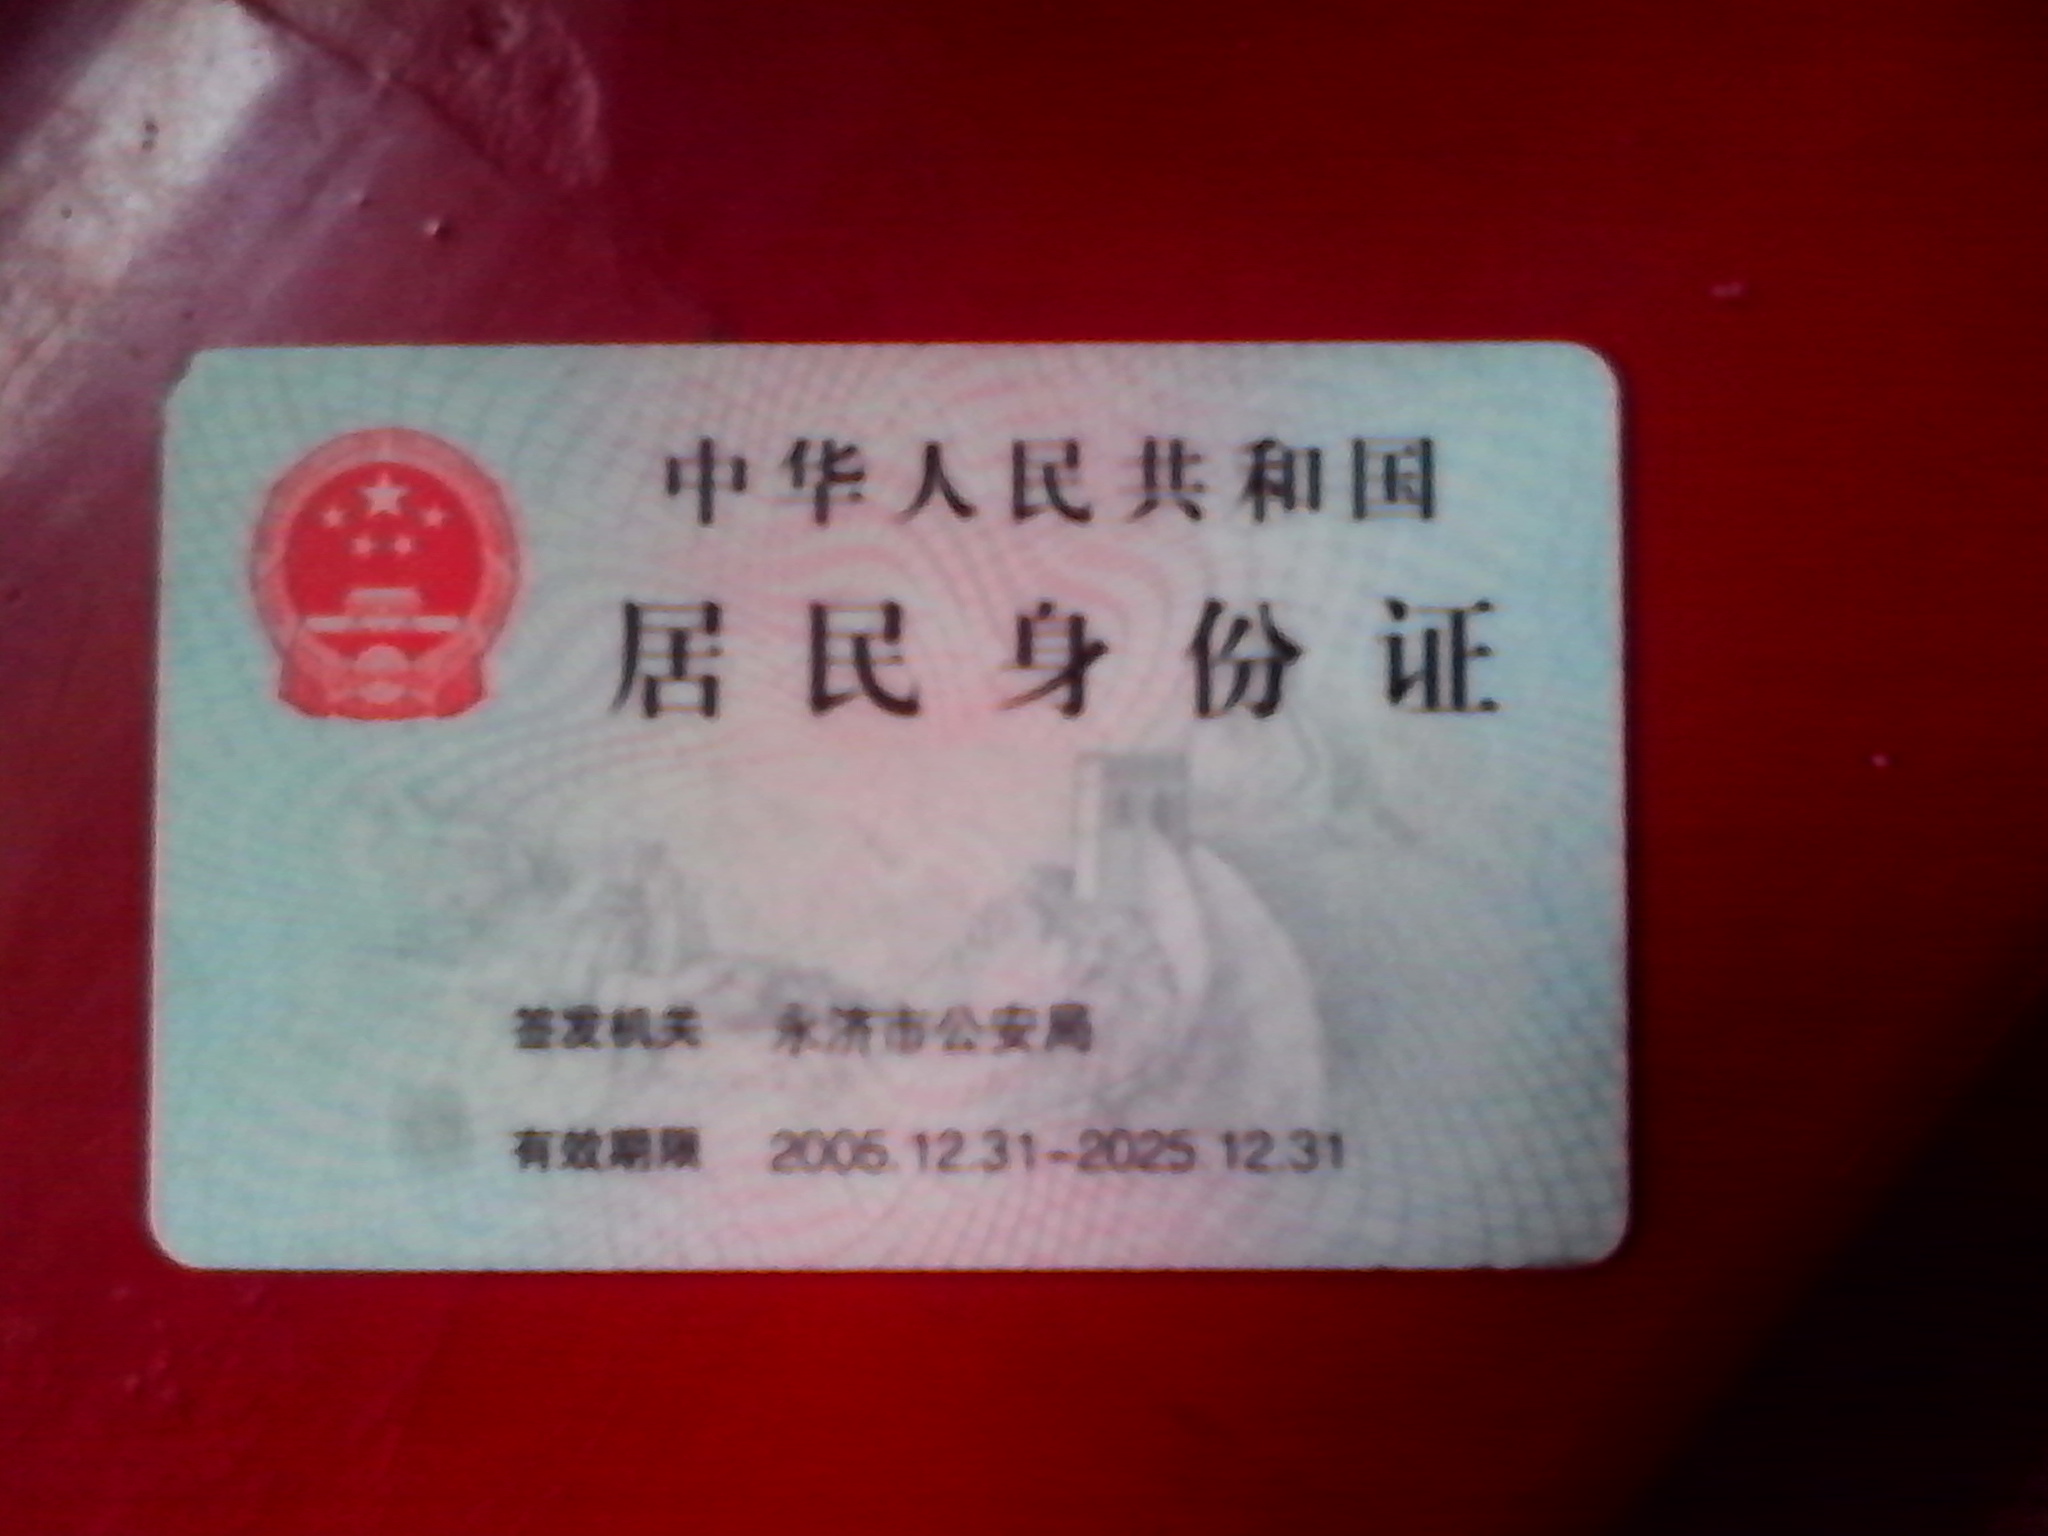 中华人民共和国
居民身份证
签发机关 永济市公安局
有效期限 2005.12.31-2025.12.31